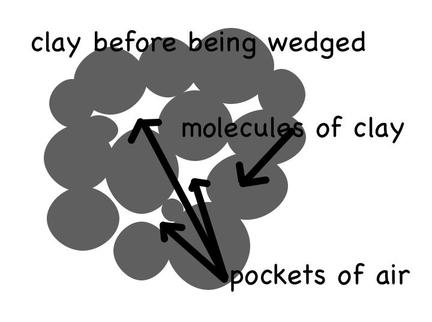 clay before being wedged
molecules of clay
pockets of air